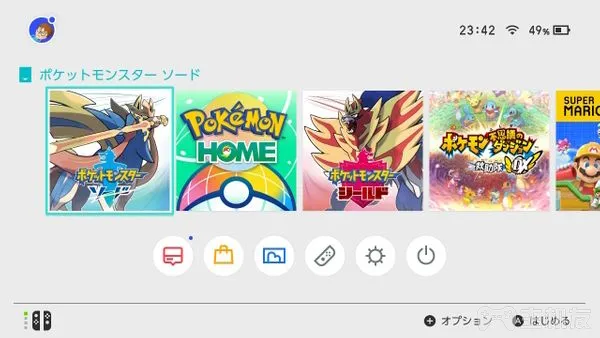 23:42 49%
ポケットモンスター ソード
ポケットモンスター
ソード
POKéMON
HOME
ポケットモンスター
シールド
ポケモン不思議のダンジョン
救助隊DX
SUPER
MARIO
オプション はじめる